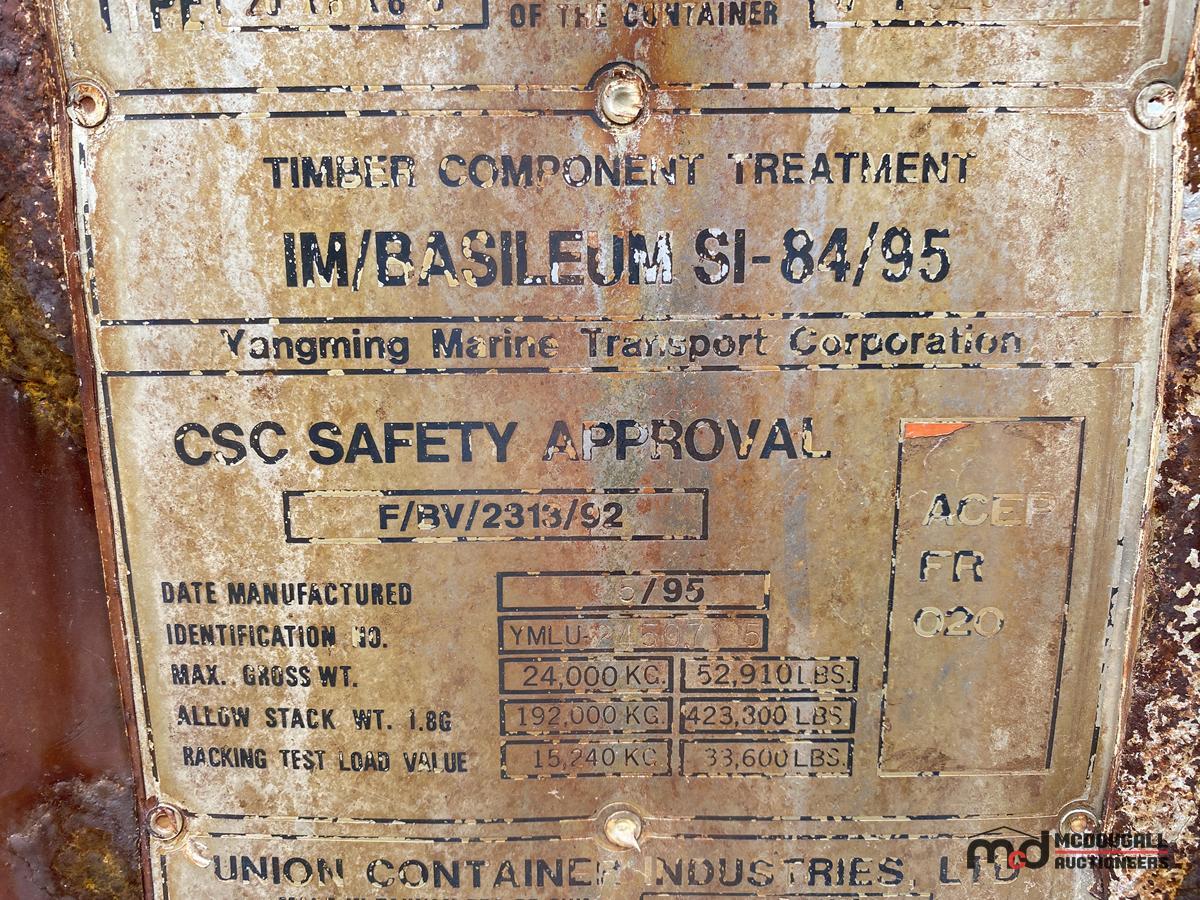 OF THE CONTAINER
TIMBER COMPONENT TREATMENT
IM/BASILEUM SI-84/95
Yangming Marine Transport Corporation
CSC SAFETY APPROVAL
F/BV/2313/92
ACEP
FR
020
DATE MANUFACTURED 5/95
IDENTIFICATION NO. YMLU-
MAX. GROSS WT. 24,000 KG. 52,910 LBS.
ALLOW STACK WT. 1.8G 192,000 KG. 423,300 LBS.
RACKING TEST LOAD VALUE 15,240 KG. 33,600 LBS.
UNION CONTAINER INDUSTRIES, LTD
McDOUGALL
AUCTIONEERS